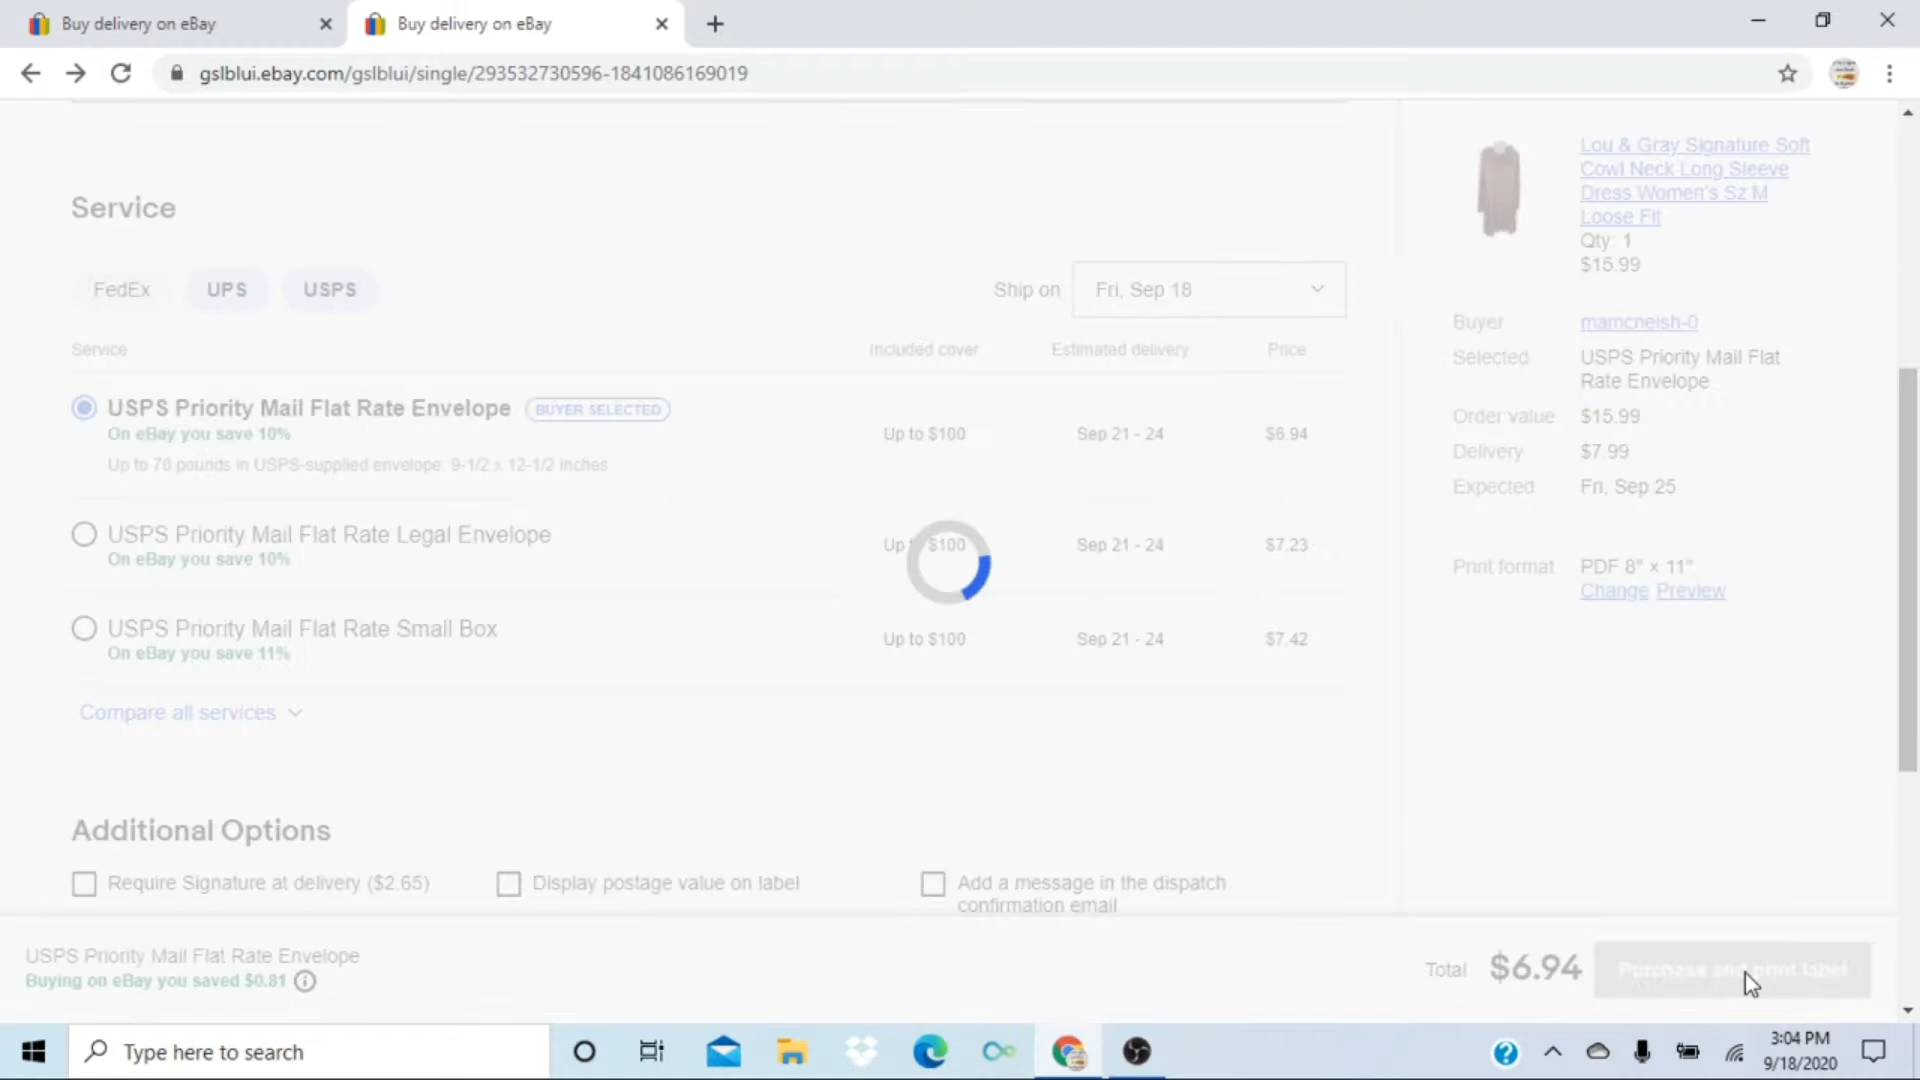 Buy delivery on eBay
Buy delivery on eBay
gslblui.ebay.com/gslblui/single/293532730596-1841086169019
Service
FedEx UPS USPS
Ship on Fri, Sep 18
Service Included cover Estimated delivery Price
USPS Priority Mail Flat Rate Envelope BUYER SELECTED
On eBay you save 10%
Up to $100 Sep 21 - 24 $6.94
Up to 70 pounds in USPS-supplied envelope: 9-1/2 x 12-1/2 inches
USPS Priority Mail Flat Rate Legal Envelope
On eBay you save 10%
Up $100 Sep 21 - 24 $7.23
USPS Priority Mail Flat Rate Small Box
On eBay you save 11%
Up to $100 Sep 21 - 24 $7.42
Compare all services
Additional Options
Require Signature at delivery ($2.65)
Display postage value on label
Add a message in the dispatch
confirmation email
Lou & Gray Signature Soft
Cowl Neck Long Sleeve
Dress Women's Sz M
Loose Fit
Qty: 1
$15.99
Buyer mamcneish-0
Selected USPS Priority Mail Flat
Rate Envelope
Order value $15.99
Delivery $7.99
Expected Fri, Sep 25
Print format PDF 8" x 11"
Change Preview
USPS Priority Mail Flat Rate Envelope
Buying on eBay you saved $0.81
Total $6.94 Purchase and print label
Type here to search
3:04 PM
9/18/2020